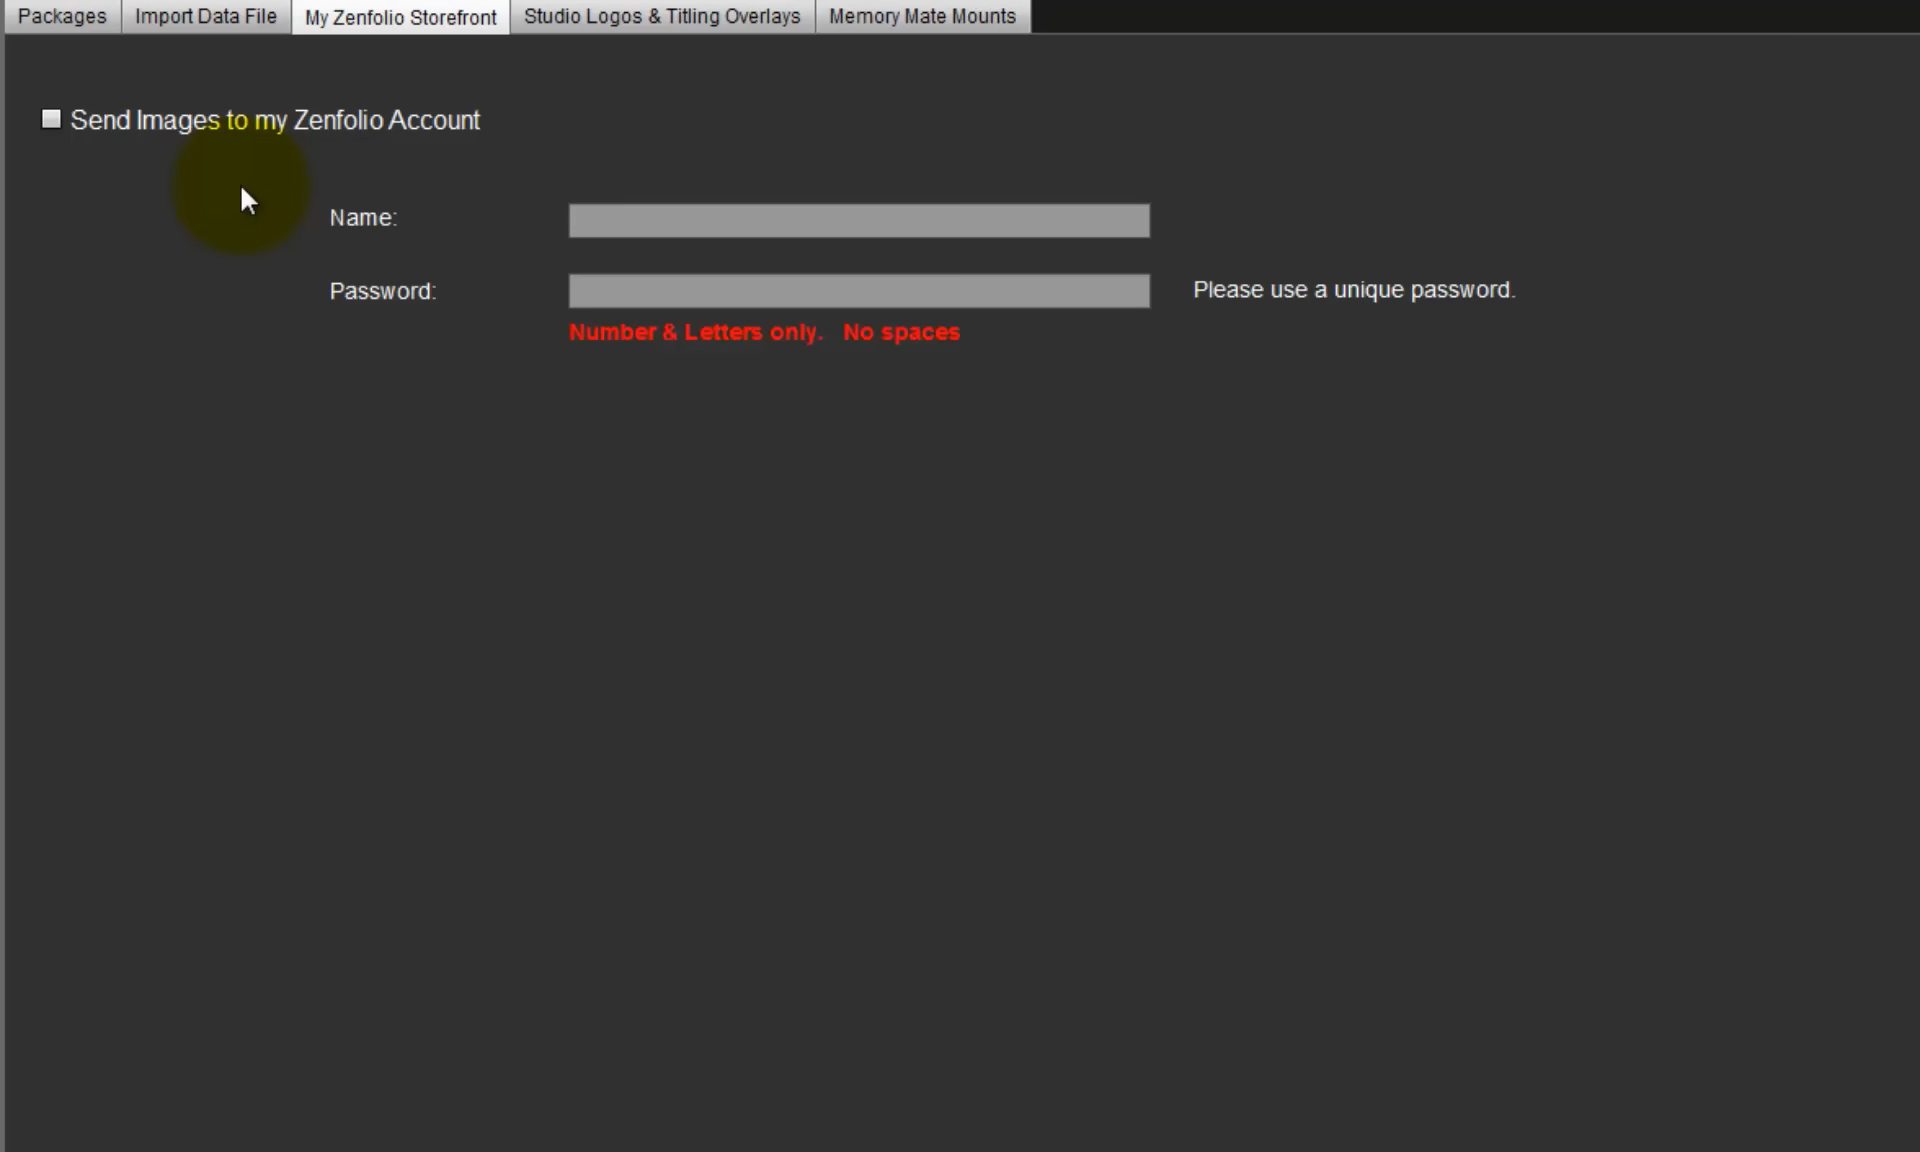 Packages Import Data File My Zenfolio Storefront Studio Logos & Titling Overlays Memory Mate Mounts
Send Images to my Zenfolio Account
Name:
Password: Please use a unique password.
Number & Letters only. No spaces